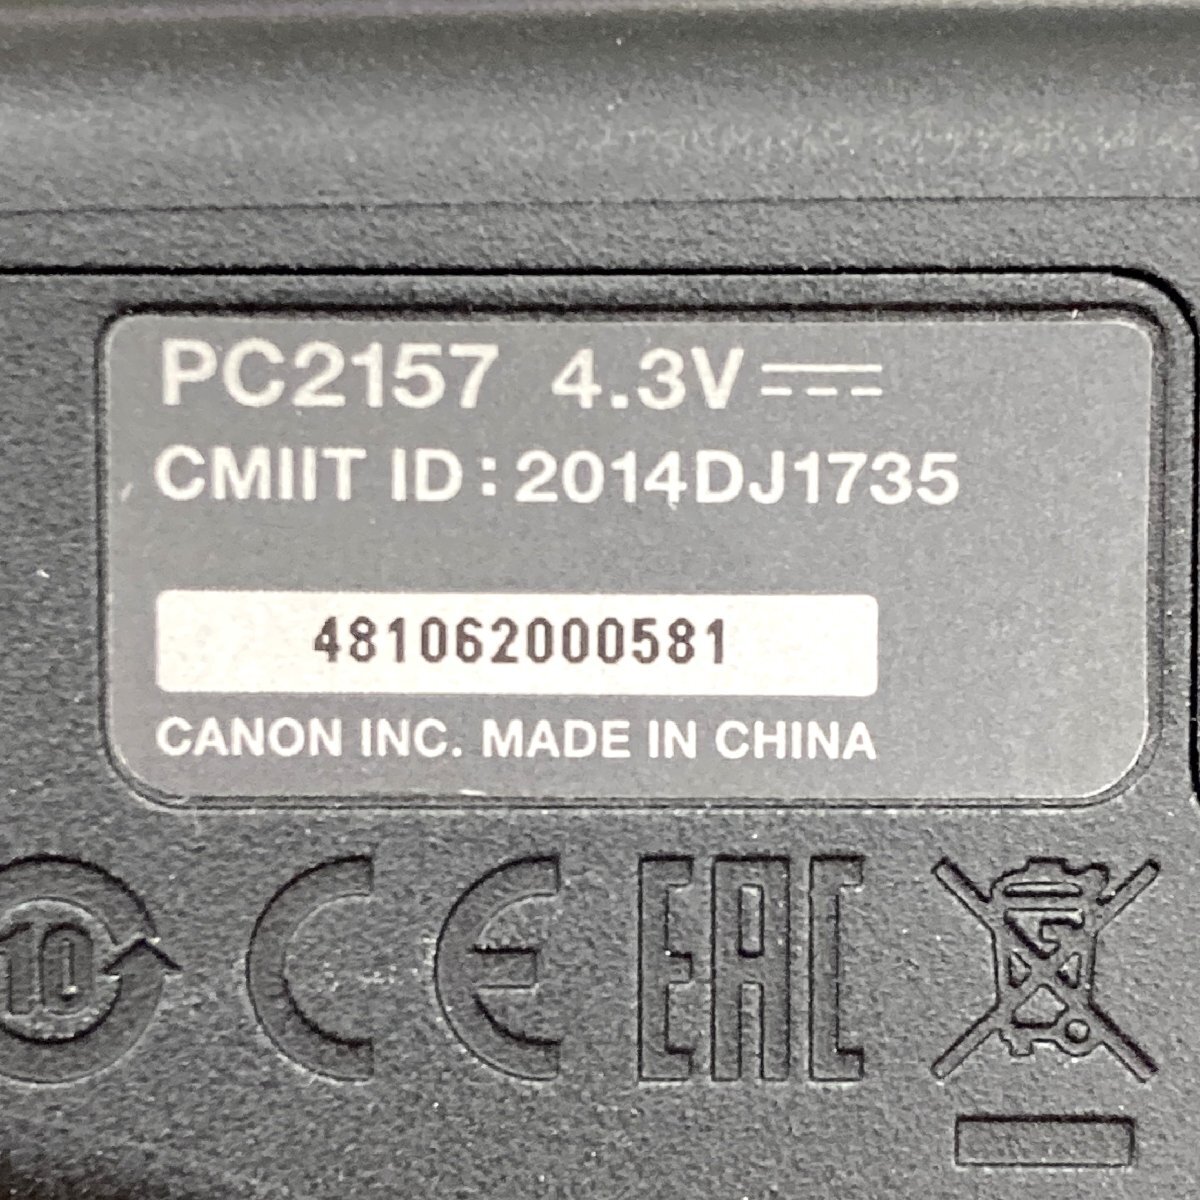 PC2157 4.3V
CMIIT ID : 2014DJ1735
481062000581
CANON INC. MADE IN CHINA
10 CE EAC